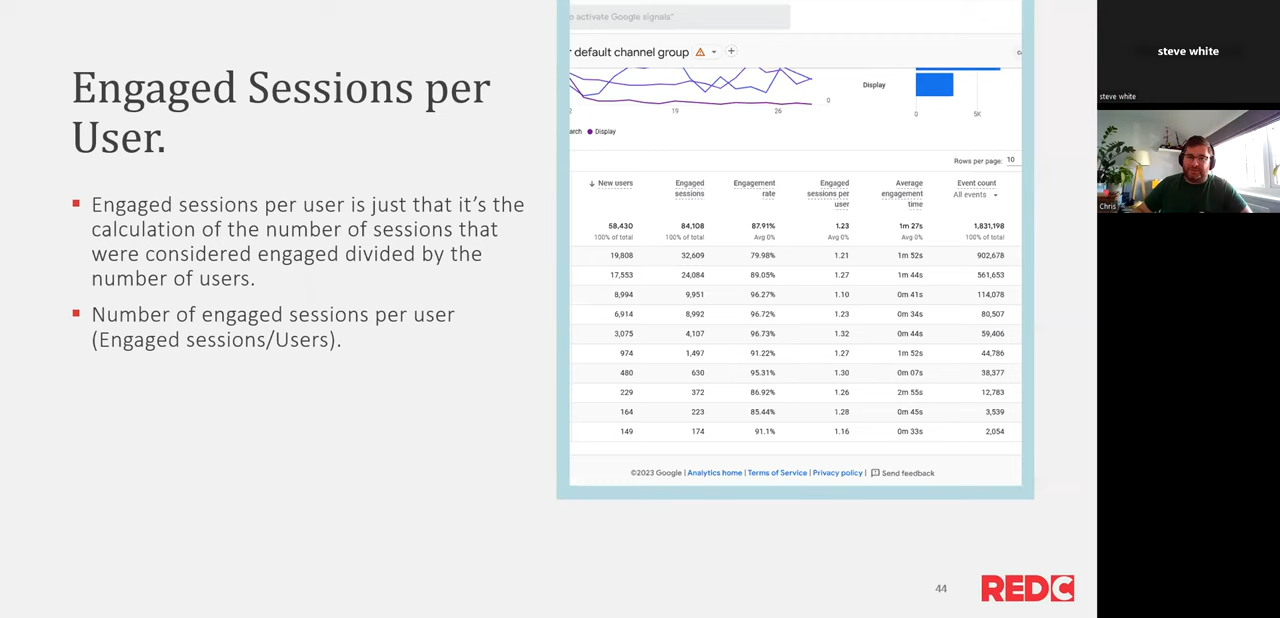 Engaged Sessions per
User.
Engaged sessions per user is just that it's the
calculation of the number of sessions that
were considered engaged divided by the
number of users.
Number of engaged sessions per user
(Engaged sessions/Users).
o activate Google signals"
r default channel group
Display
0
19 26
0 5K
arch Display
Rows per page: 10
New users Engaged sessions Engagement rate Engaged sessions per user Average engagement time Event count All events
58,430 84,108 87.91% 1.23 1m 27s 1,831,198
100% of total 100% of total Avg 0% Avg 0% Avg 0% 100% of total
19,808 32,609 79.98% 1.21 1m 52s 902,678
17,553 24,084 89.05% 1.27 1m 44s 561,653
8,994 9,951 96.27% 1.10 0m 41s 114,078
6,914 8,992 96.72% 1.23 0m 34s 80,507
3,075 4,107 96.73% 1.32 0m 44s 59,406
974 1,497 91.22% 1.27 1m 52s 44,786
480 630 95.31% 1.30 0m 07s 38,377
229 372 86.92% 1.26 2m 55s 12,783
164 223 85.44% 1.28 0m 45s 3,539
149 174 91.1% 1.16 0m 33s 2,054
©2023 Google | Analytics home | Terms of Service | Privacy policy | Send feedback
44
REDC
steve white
steve white
Chris